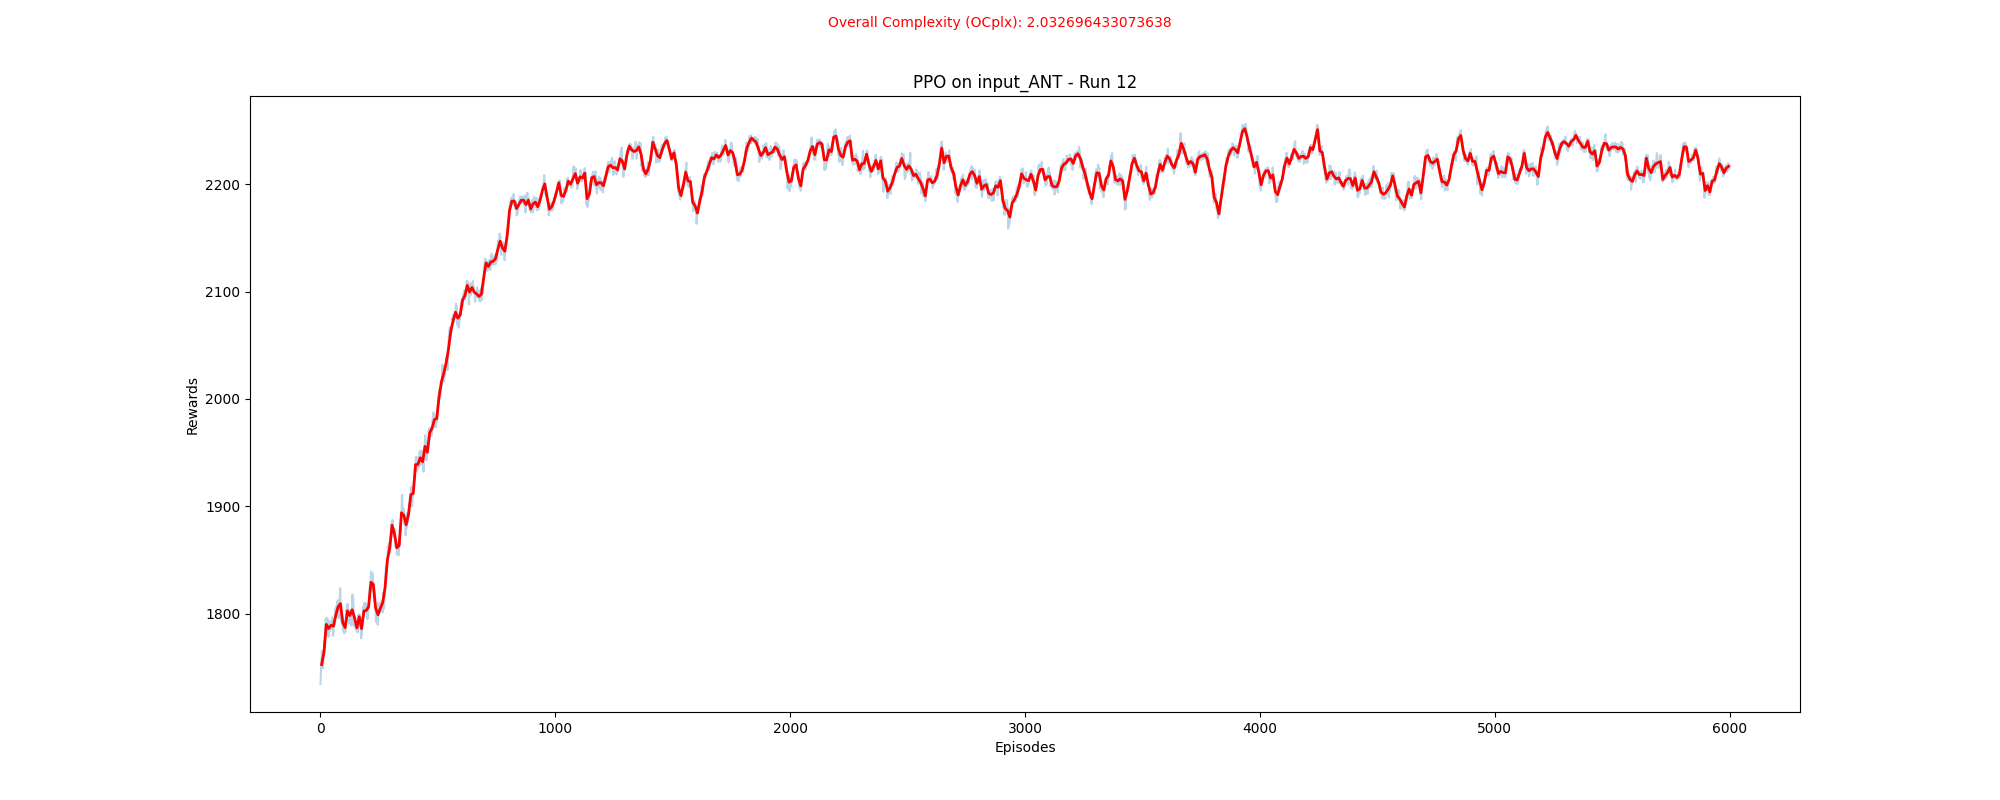 Overall Complexity (OCplx): 2.032696433073638
PPO on input_ANT - Run 12
2200
2100
2000
1900
1800
Rewards
0 1000 2000 3000 4000 5000 6000
Episodes